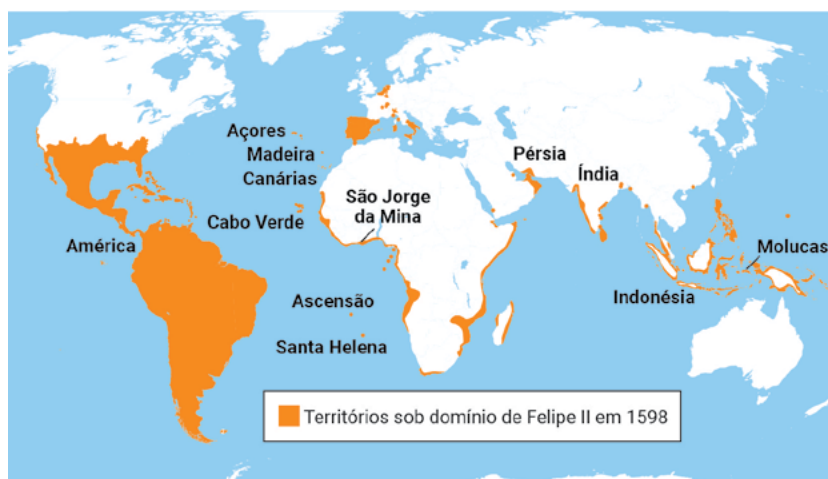 Açores
Madeira
Canárias
Pérsia
Índia
São Jorge
da Mina
Cabo Verde
América
Molucas
Indonésia
Ascensão
Santa Helena
Territórios sob domínio de Felipe II em 1598